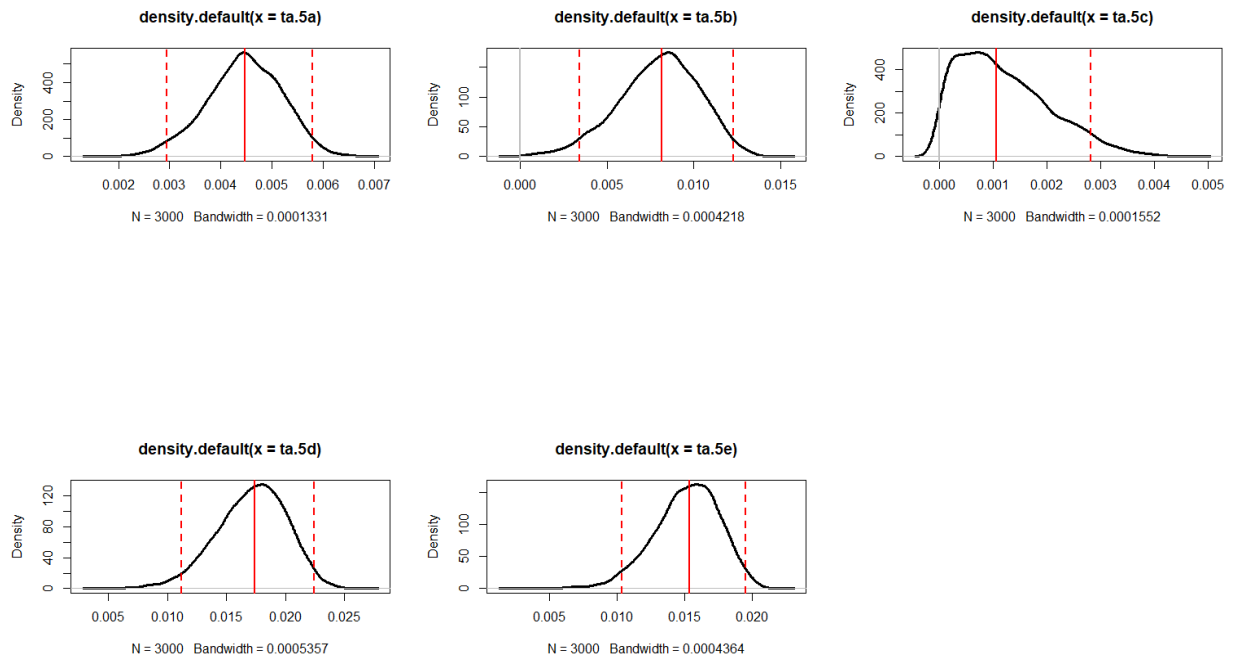 density.default(x = ta.5a)
Density
0 200 400
0.002 0.003 0.004 0.005 0.006 0.007
N = 3000 Bandwidth = 0.0001331
density.default(x = ta.5b)
Density
0 50 100
0.000 0.005 0.010 0.015
N = 3000 Bandwidth = 0.0004218
density.default(x = ta.5c)
Density
0 200 400
0.000 0.001 0.002 0.003 0.004 0.005
N = 3000 Bandwidth = 0.0001552
density.default(x = ta.5d)
Density
0 40 80 120
0.005 0.010 0.015 0.020 0.025
N = 3000 Bandwidth = 0.0005357
density.default(x = ta.5e)
Density
0 50 100
0.005 0.010 0.015 0.020
N = 3000 Bandwidth = 0.0004364